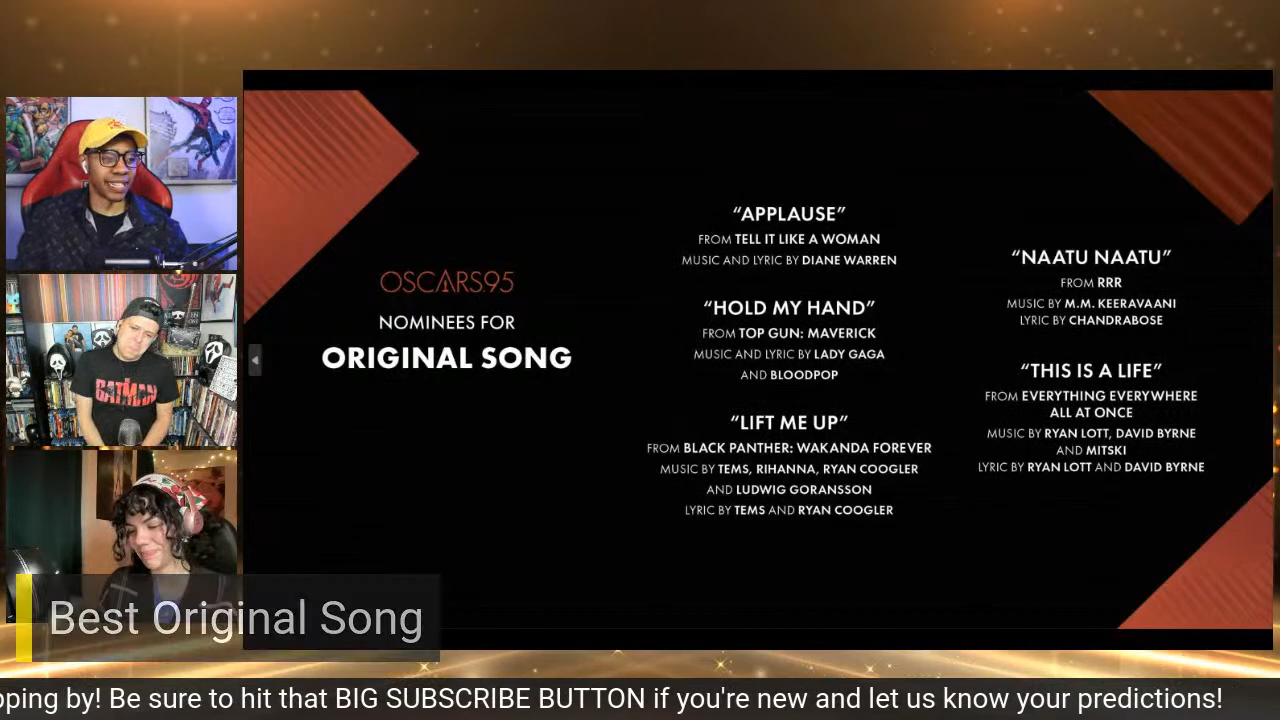 OSCARS95
NOMINEES FOR
ORIGINAL SONG
“APPLAUSE”
FROM TELL IT LIKE A WOMAN
MUSIC AND LYRIC BY DIANE WARREN
“HOLD MY HAND”
FROM TOP GUN: MAVERICK
MUSIC AND LYRIC BY LADY GAGA
AND BLOODPOP
“LIFT ME UP”
FROM BLACK PANTHER: WAKANDA FOREVER
MUSIC BY TEMS, RIHANNA, RYAN COOGLER
AND LUDWIG GORANSSON
LYRIC BY TEMS AND RYAN COOGLER
“NAATU NAATU”
FROM RRR
MUSIC BY M.M. KEERAVAANI
LYRIC BY CHANDRABOSE
“THIS IS A LIFE”
FROM EVERYTHING EVERYWHERE
ALL AT ONCE
MUSIC BY RYAN LOTT, DAVID BYRNE
AND MITSKI
LYRIC BY RYAN LOTT AND DAVID BYRNE
THE BATMAN
Best Original Song
pping by! Be sure to hit that BIG SUBSCRIBE BUTTON if you're new and let us know your predictions!